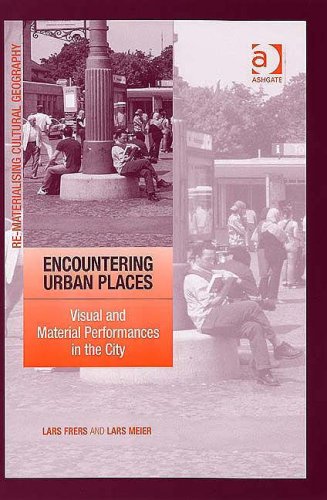 a
ASHGATE
RE-MATERIALISING CULTURAL GEOGRAPHY
ENCOUNTERING
URBAN PLACES
Visual and
Material Performances
in the City
LARS FRERS AND LARS MEIER